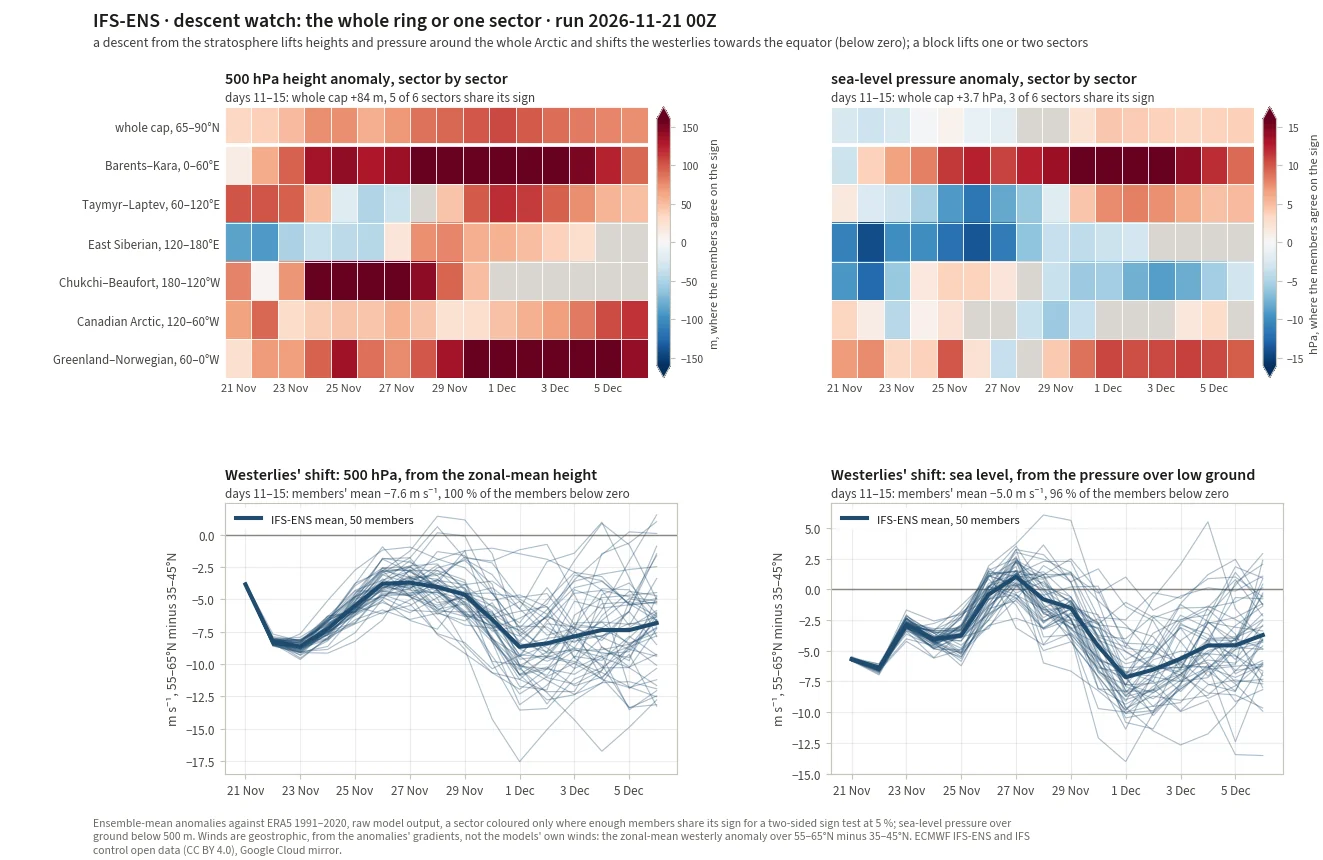 IFS-ENS · descent watch: the whole ring or one sector · run 2026-11-21 00Z
a descent from the stratosphere lifts heights and pressure around the whole Arctic and shifts the westerlies towards the equator (below zero); a block lifts one or two sectors
500 hPa height anomaly, sector by sector
days 11–15: whole cap +84 m, 5 of 6 sectors share its sign
whole cap, 65–90°N
Barents–Kara, 0–60°E
Taymyr–Laptev, 60–120°E
East Siberian, 120–180°E
Chukchi–Beaufort, 180–120°W
Canadian Arctic, 120–60°W
Greenland–Norwegian, 60–0°W
21 Nov 23 Nov 25 Nov 27 Nov 29 Nov 1 Dec 3 Dec 5 Dec
150
100
50
0
−50
−100
−150
m, where the members agree on the sign
sea-level pressure anomaly, sector by sector
days 11–15: whole cap +3.7 hPa, 3 of 6 sectors share its sign
21 Nov 23 Nov 25 Nov 27 Nov 29 Nov 1 Dec 3 Dec 5 Dec
15
10
5
0
−5
−10
−15
hPa, where the members agree on the sign
Westerlies' shift: 500 hPa, from the zonal-mean height
days 11–15: members' mean −7.6 m s⁻¹, 100 % of the members below zero
IFS-ENS mean, 50 members
0.0
−2.5
−5.0
−7.5
−10.0
−12.5
−15.0
−17.5
m s⁻¹, 55–65°N minus 35–45°N
21 Nov 23 Nov 25 Nov 27 Nov 29 Nov 1 Dec 3 Dec 5 Dec
Westerlies' shift: sea level, from the pressure over low ground
days 11–15: members' mean −5.0 m s⁻¹, 96 % of the members below zero
IFS-ENS mean, 50 members
5.0
2.5
0.0
−2.5
−5.0
−7.5
−10.0
−12.5
−15.0
m s⁻¹, 55–65°N minus 35–45°N
21 Nov 23 Nov 25 Nov 27 Nov 29 Nov 1 Dec 3 Dec 5 Dec
Ensemble-mean anomalies against ERA5 1991–2020, raw model output, a sector coloured only where enough members share its sign for a two-sided sign test at 5 %; sea-level pressure over
ground below 500 m. Winds are geostrophic, from the anomalies' gradients, not the models' own winds: the zonal-mean westerly anomaly over 55–65°N minus 35–45°N. ECMWF IFS-ENS and IFS
control open data (CC BY 4.0), Google Cloud mirror.